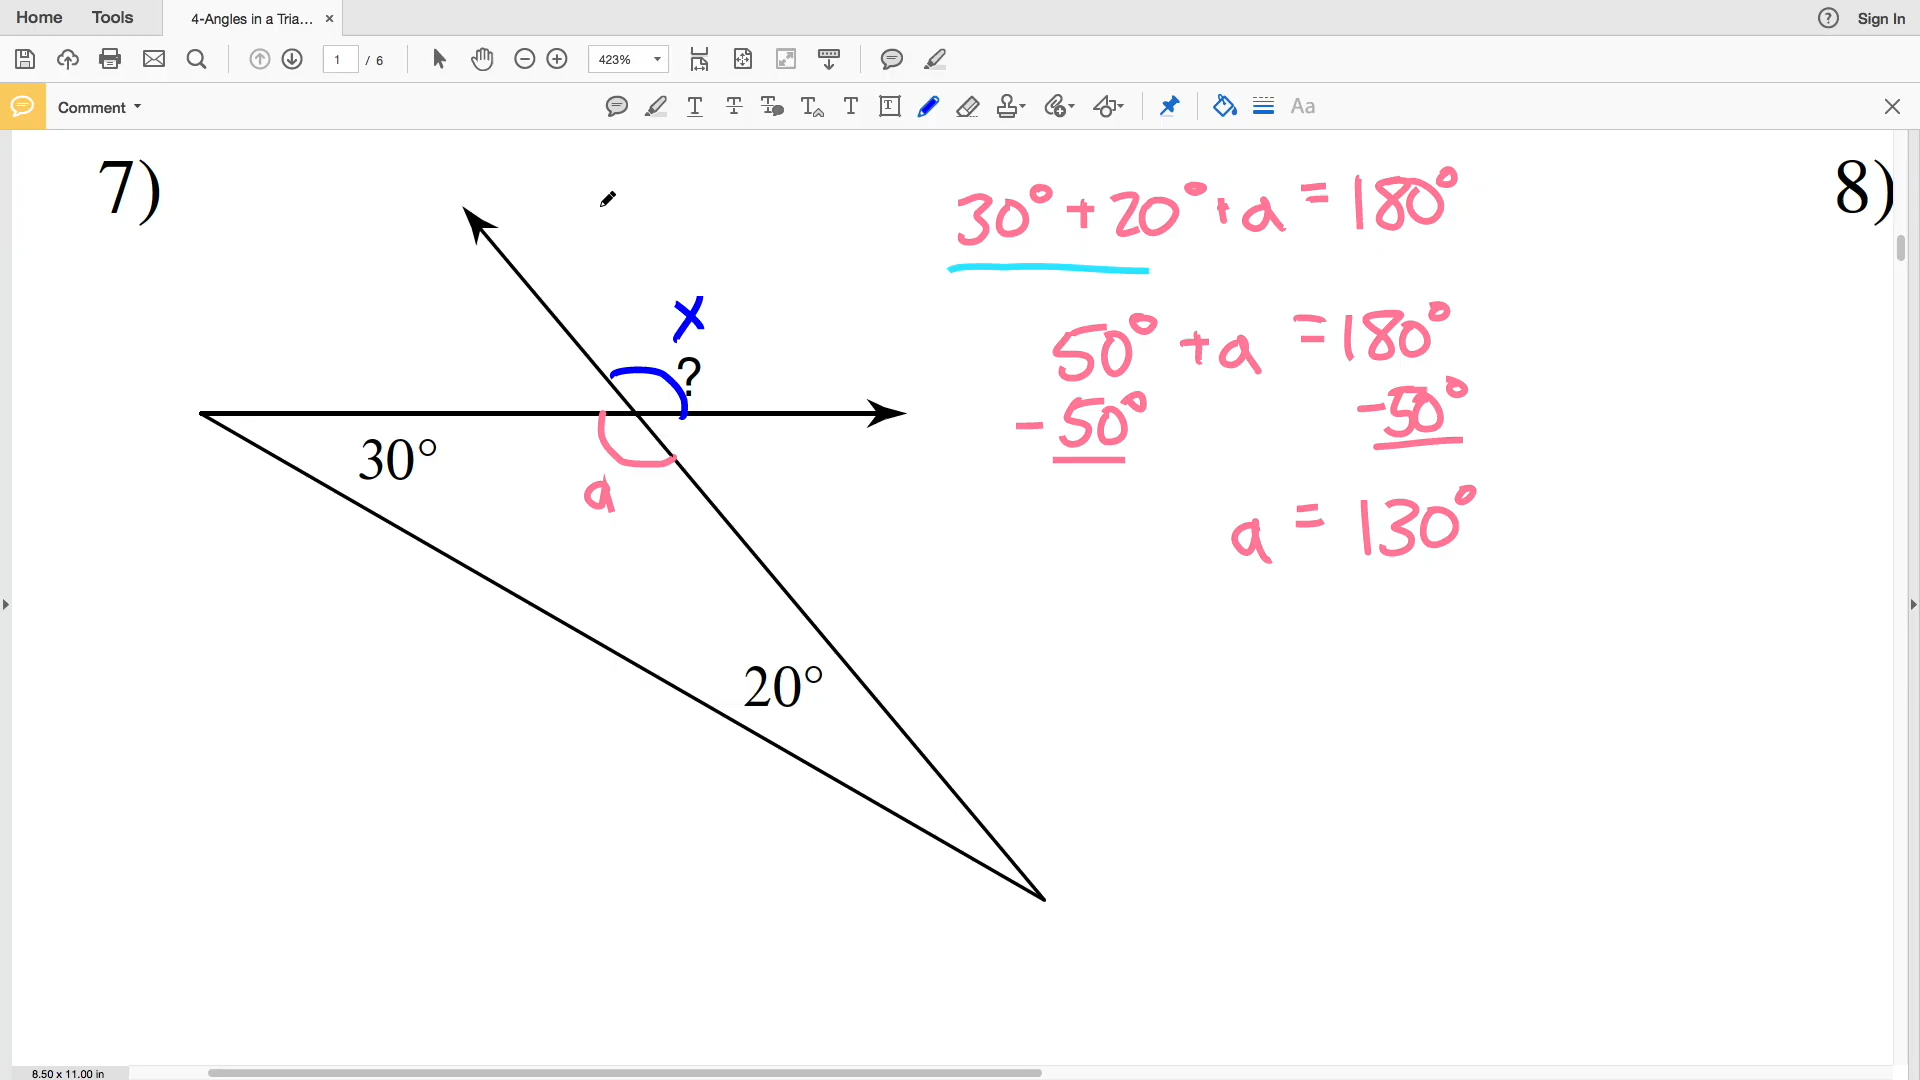 Home Tools 4-Angles in a Tria... × ? Sign In
1 / 6 423%
Comment T T T T T T Aa
7)
30° + 20° + a = 180°
8)
x
50° + a = 180°
?
- 50° - 50°
30°
a
a = 130°
20°
8.50 x 11.00 in